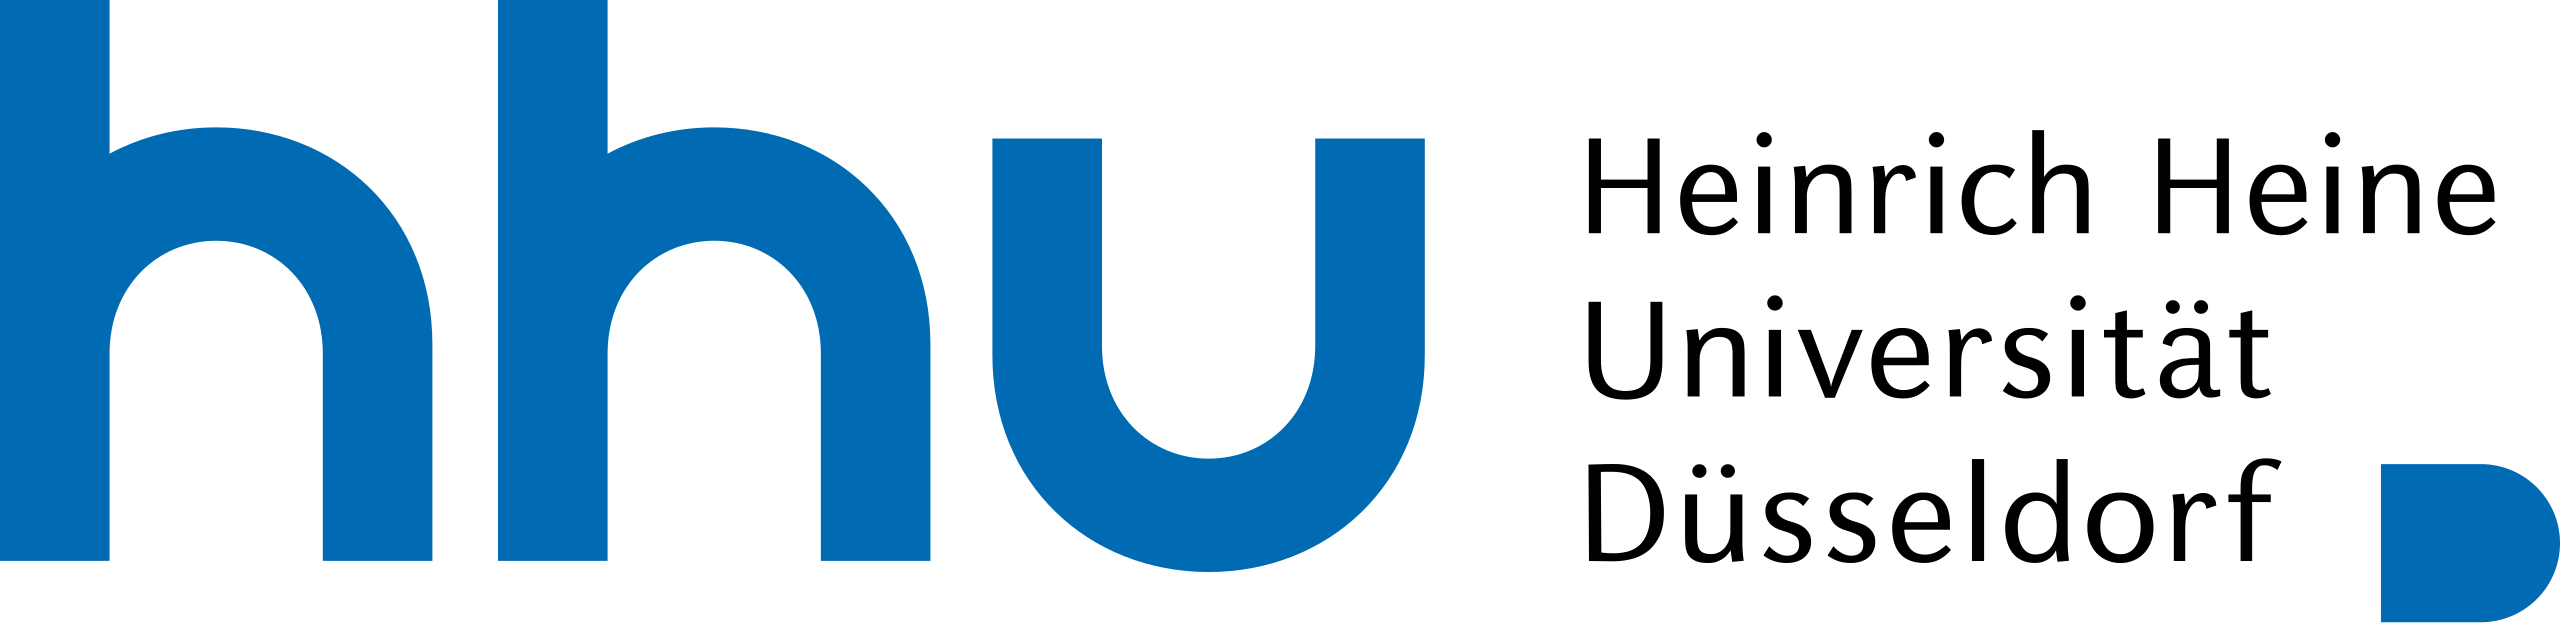 hhu
Heinrich Heine
Universität
Düsseldorf